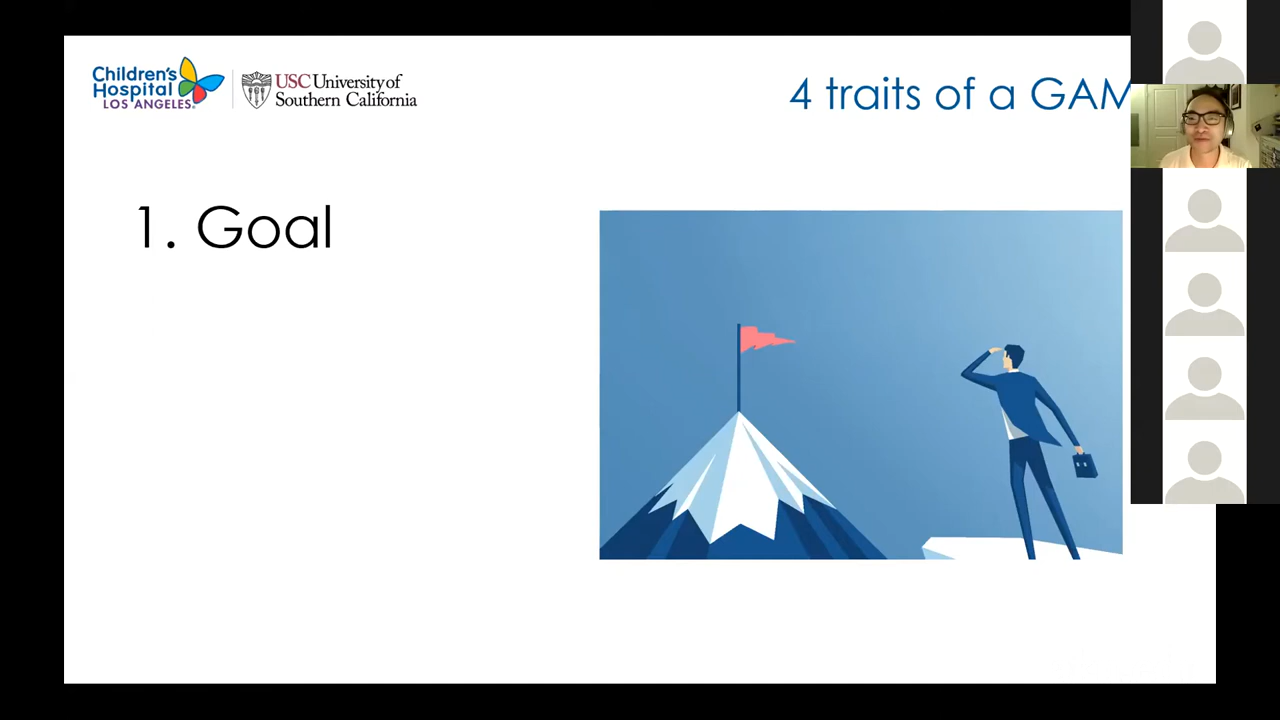 Children's
Hospital
LOS ANGELES
USC University of
Southern California
4 traits of a GAM
1. Goal